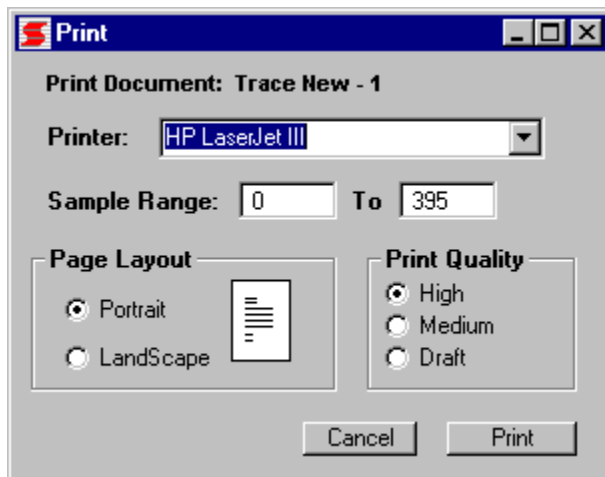 Print
Print Document: Trace New - 1
Printer: HP LaserJet III
Sample Range: 0 To 395
Page Layout
Portrait
LandScape
Print Quality
High
Medium
Draft
Cancel Print